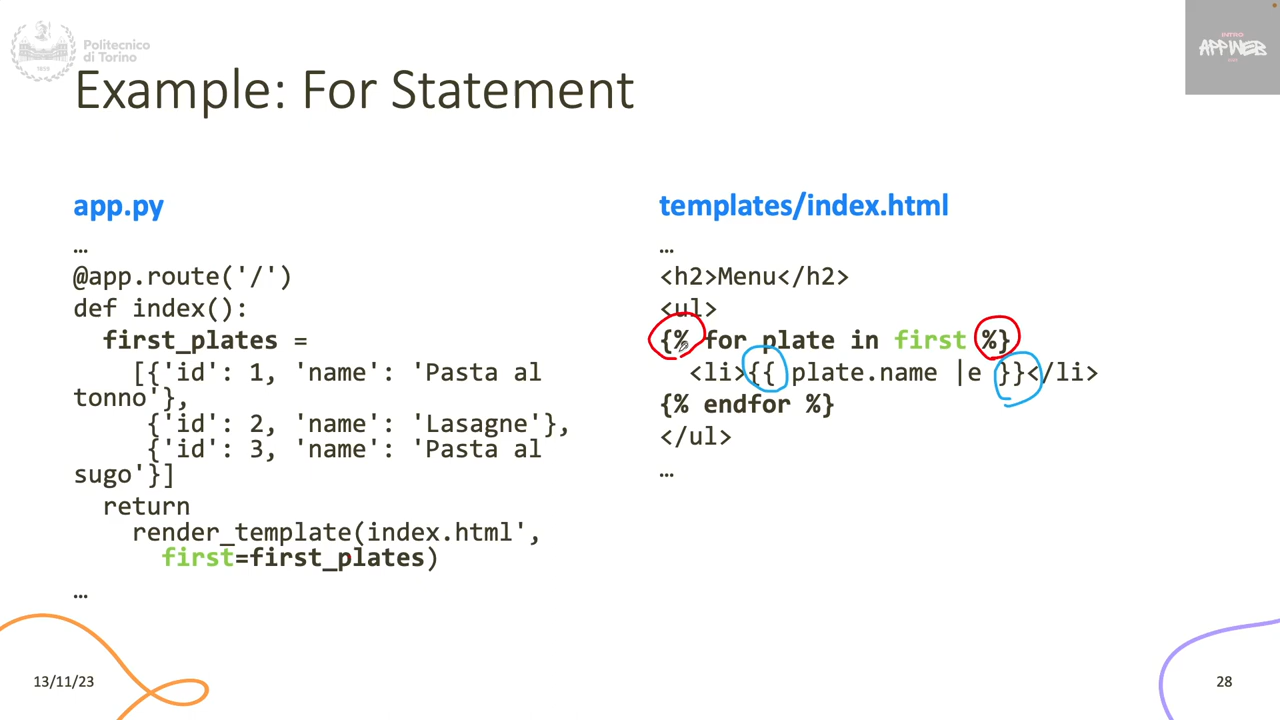 Politecnico
di Torino
INTRO
APPWEB
Example: For Statement
app.py
…
@app.route('/')
def index():
first_plates =
[{'id': 1, 'name': 'Pasta al
tonno'},
{'id': 2, 'name': 'Lasagne'},
{'id': 3, 'name': 'Pasta al
sugo'}]
return
render_template(index.html',
first=first_plates)
…
templates/index.html
…
<h2>Menu</h2>
<ul>
{% for plate in first %}
<li>{{ plate.name |e }}</li>
{% endfor %}
</ul>
…
13/11/23
28